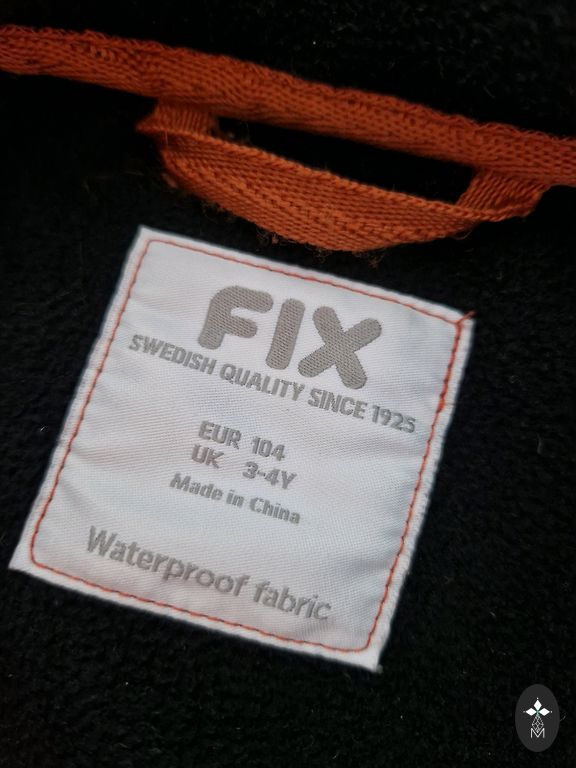 FIX
SWEDISH QUALITY SINCE 1925
EUR 104
UK 3-4Y
Made in China
Waterproof fabric
M